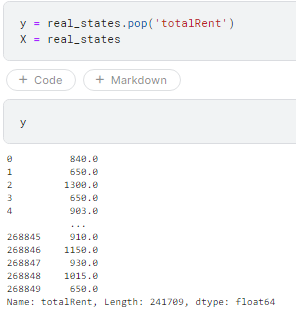 y = real_states.pop('totalRent')
X = real_states
+ Code + Markdown
y
0 840.0
1 650.0
2 1300.0
3 650.0
4 903.0
...
268845 910.0
268846 1150.0
268847 930.0
268848 1015.0
268849 650.0
Name: totalRent, Length: 241709, dtype: float64